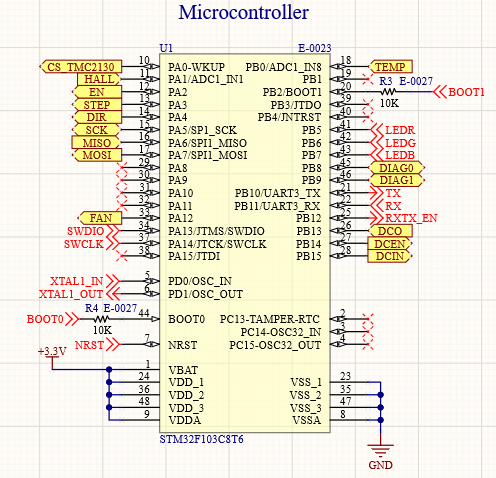 Microcontroller
U1 E-0023
CS_TMC2130 10 PA0-WKUP PB0/ADC1_IN8 18 TEMP
HALL 11 PA1/ADC1_IN1 PB1 19
EN 12 PA2 PB2/BOOT1 20 R3 E-0027 10K BOOT1
STEP 13 PA3 PB3/JTDO 39
DIR 14 PA4 PB4/JNTRST 40
SCK 15 PA5/SP1_SCK PB5 41 LEDR
MISO 16 PA6/SPI1_MISO PB6 42 LEDG
MOSI 17 PA7/SPI1_MOSI PB7 43 LEDB
29 PA8 PB8 45 DIAG0
30 PA9 PB9 46 DIAG1
31 PA10 PB10/UART3_TX 21 TX
32 PA11 PB11/UART3_RX 22 RX
FAN 33 PA12 PB12 25 RXTX_EN
SWDIO 34 PA13/JTMS/SWDIO PB13 26 DCO
SWCLK 37 PA14/JTCK/SWCLK PB14 27 DCEN
38 PA15/JTDI PB15 28 DCIN
XTAL1_IN 5 PD0/OSC_IN
XTAL1_OUT 6 PD1/OSC_OUT
R4 E-0027
BOOT0 10K 44 BOOT0 PC13-TAMPER-RTC 2
PC14-OSC32_IN 3
NRST 7 NRST PC15-OSC32_OUT 4
+3.3V
1 VBAT
24 VDD_1 VSS_1 23
36 VDD_2 VSS_2 35
48 VDD_3 VSS_3 47
9 VDDA VSSA 8
STM32F103C8T6
GND